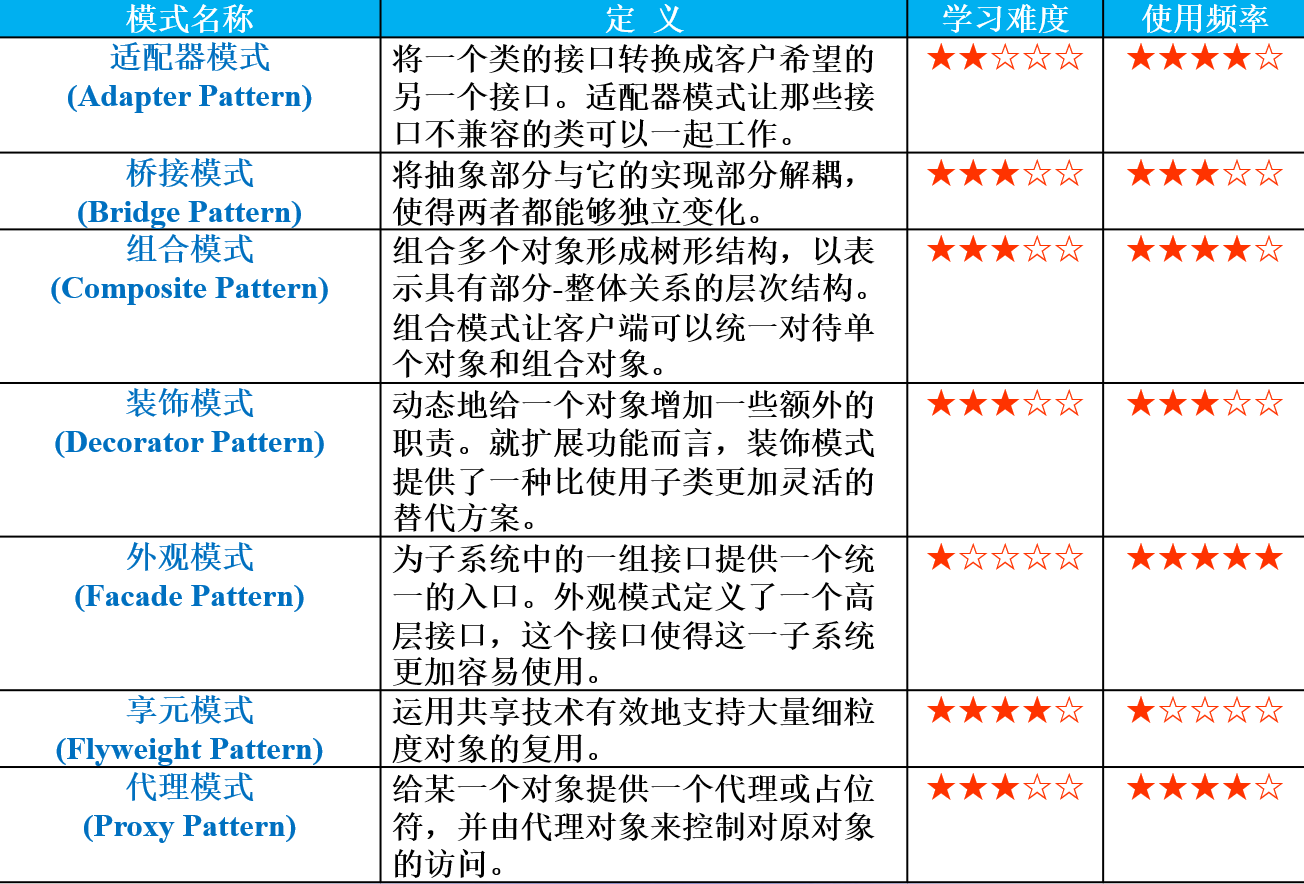 模式名称 定 义 学习难度 使用频率
适配器模式 将一个类的接口转换成客户希望的 ★★☆☆☆ ★★★★☆
(Adapter Pattern) 另一个接口。适配器模式让那些接
口不兼容的类可以一起工作。
桥接模式 将抽象部分与它的实现部分解耦， ★★★☆☆ ★★★☆☆
(Bridge Pattern) 使得两者都能够独立变化。
组合模式 组合多个对象形成树形结构，以表 ★★★☆☆ ★★★★☆
(Composite Pattern) 示具有部分-整体关系的层次结构。
组合模式让客户端可以统一对待单
个对象和组合对象。
装饰模式 动态地给一个对象增加一些额外的 ★★★☆☆ ★★★☆☆
(Decorator Pattern) 职责。就扩展功能而言，装饰模式
提供了一种比使用子类更加灵活的
替代方案。
外观模式 为子系统中的一组接口提供一个统 ★☆☆☆☆ ★★★★★
(Facade Pattern) 一的入口。外观模式定义了一个高
层接口，这个接口使得这一子系统
更加容易使用。
享元模式 运用共享技术有效地支持大量细粒 ★★★★☆ ★☆☆☆☆
(Flyweight Pattern) 度对象的复用。
代理模式 给某一个对象提供一个代理或占位 ★★★☆☆ ★★★★☆
(Proxy Pattern) 符，并由代理对象来控制对原对象
的访问。